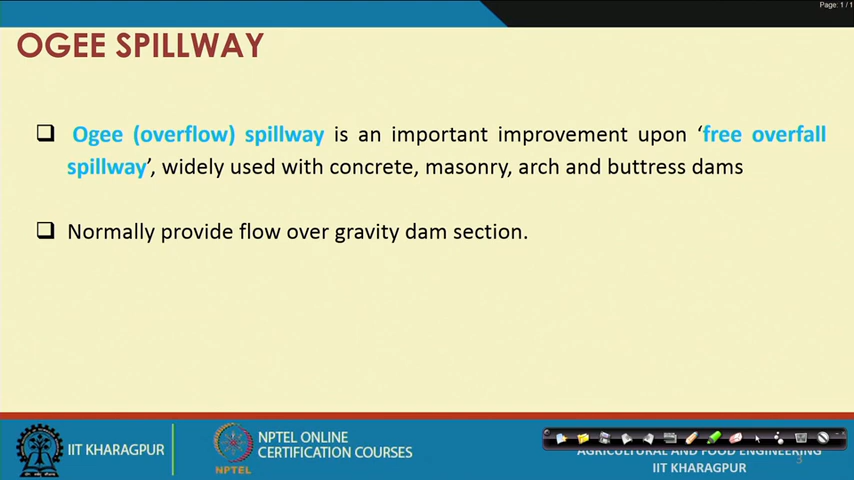 Page: 1 / 1
OGEE SPILLWAY
Ogee (overflow) spillway is an important improvement upon ‘free overfall
spillway’, widely used with concrete, masonry, arch and buttress dams
Normally provide flow over gravity dam section.
IIT KHARAGPUR
NPTEL
NPTEL ONLINE
CERTIFICATION COURSES
AGRICULTURAL AND FOOD ENGINEERING
IIT KHARAGPUR
3